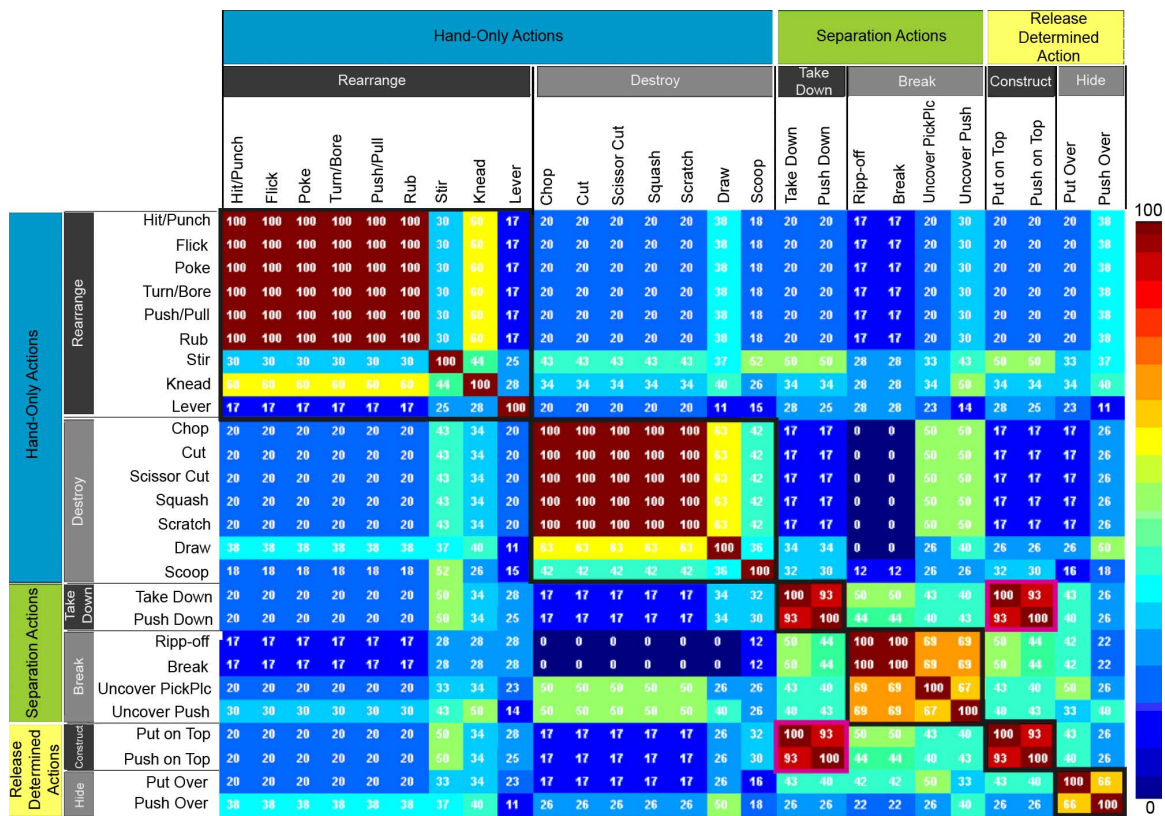 Hand-Only Actions Separation Actions Release Determined Action
Rearrange Destroy Take Down Break Construct Hide
Hit/Punch Flick Poke Turn/Bore Push/Pull Rub Stir Knead Lever Chop Cut Scissor Cut Squash Scratch Draw Scoop Take Down Push Down Ripp-off Break Uncover PickPlc Uncover Push Put on Top Push on Top Put Over Push Over
Hand-Only Actions
Rearrange
Hit/Punch 100 100 100 100 100 100 30 60 17 20 20 20 20 20 38 18 20 20 17 17 20 30 20 20 20 38
Flick 100 100 100 100 100 100 30 60 17 20 20 20 20 20 38 18 20 20 17 17 20 30 20 20 20 38
Poke 100 100 100 100 100 100 30 60 17 20 20 20 20 20 38 18 20 20 17 17 20 30 20 20 20 38
Turn/Bore 100 100 100 100 100 100 30 60 17 20 20 20 20 20 38 18 20 20 17 17 20 30 20 20 20 38
Push/Pull 100 100 100 100 100 100 30 60 17 20 20 20 20 20 38 18 20 20 17 17 20 30 20 20 20 38
Rub 100 100 100 100 100 100 30 60 17 20 20 20 20 20 38 18 20 20 17 17 20 30 20 20 20 38
Stir 30 30 30 30 30 30 100 44 25 43 43 43 43 43 37 52 50 50 28 28 33 43 50 50 33 37
Knead 60 60 60 60 60 60 44 100 28 34 34 34 34 34 40 26 34 34 28 28 34 50 34 34 34 40
Lever 17 17 17 17 17 17 25 28 100 20 20 20 20 20 11 15 28 25 28 28 23 14 28 25 23 11
Destroy
Chop 20 20 20 20 20 20 43 34 20 100 100 100 100 100 63 42 17 17 0 0 50 50 17 17 17 26
Cut 20 20 20 20 20 20 43 34 20 100 100 100 100 100 63 42 17 17 0 0 50 50 17 17 17 26
Scissor Cut 20 20 20 20 20 20 43 34 20 100 100 100 100 100 63 42 17 17 0 0 50 50 17 17 17 26
Squash 20 20 20 20 20 20 43 34 20 100 100 100 100 100 63 42 17 17 0 0 50 50 17 17 17 26
Scratch 20 20 20 20 20 20 43 34 20 100 100 100 100 100 63 42 17 17 0 0 50 50 17 17 17 26
Draw 38 38 38 38 38 38 37 40 11 63 63 63 63 63 100 36 34 34 0 0 26 40 26 26 26 50
Scoop 18 18 18 18 18 18 52 26 15 42 42 42 42 42 36 100 32 30 12 12 26 26 32 30 16 18
Separation Actions
Take Down
Take Down 20 20 20 20 20 20 50 34 28 17 17 17 17 17 34 32 100 93 50 50 43 40 100 93 43 26
Push Down 20 20 20 20 20 20 50 34 25 17 17 17 17 17 34 30 93 100 44 44 40 43 93 100 40 26
Break
Ripp-off 17 17 17 17 17 17 28 28 28 0 0 0 0 0 0 12 50 44 100 100 69 69 50 44 42 22
Break 17 17 17 17 17 17 28 28 28 0 0 0 0 0 0 12 50 44 100 100 69 69 50 44 42 22
Uncover PickPlc 20 20 20 20 20 20 33 34 23 50 50 50 50 50 26 26 43 40 69 69 100 67 43 40 50 26
Uncover Push 30 30 30 30 30 30 43 50 14 50 50 50 50 50 40 26 40 43 69 69 67 100 40 43 33 40
Release Determined Actions
Construct
Put on Top 20 20 20 20 20 20 50 34 28 17 17 17 17 17 26 32 100 93 50 50 43 40 100 93 43 26
Push on Top 20 20 20 20 20 20 50 34 25 17 17 17 17 17 26 30 93 100 44 44 40 43 93 100 40 26
Hide
Put Over 20 20 20 20 20 20 33 34 23 17 17 17 17 17 26 16 43 40 42 42 50 33 43 40 100 66
Push Over 38 38 38 38 38 38 37 40 11 26 26 26 26 26 50 18 26 26 22 22 26 40 26 26 66 100
100
0